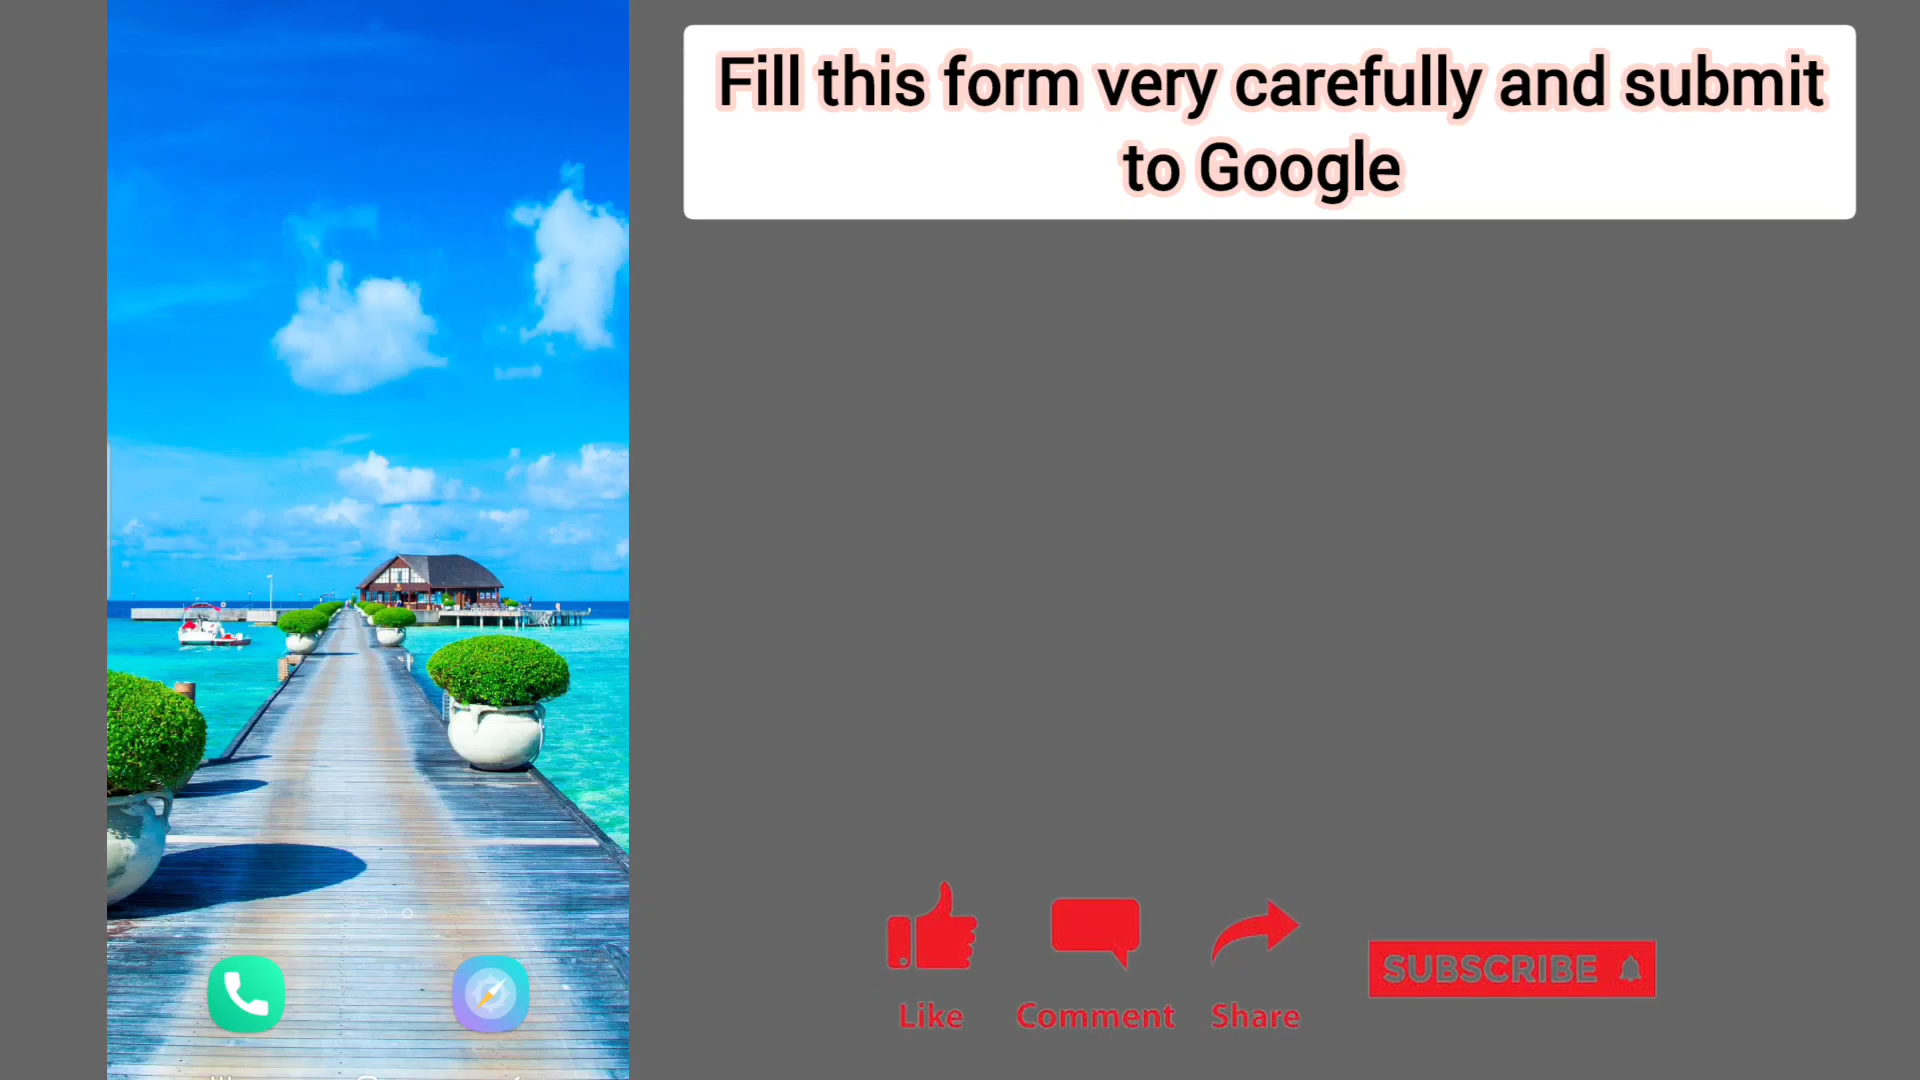 Fill this form very carefully and submit
to Google
Like
Comment
Share
SUBSCRIBE